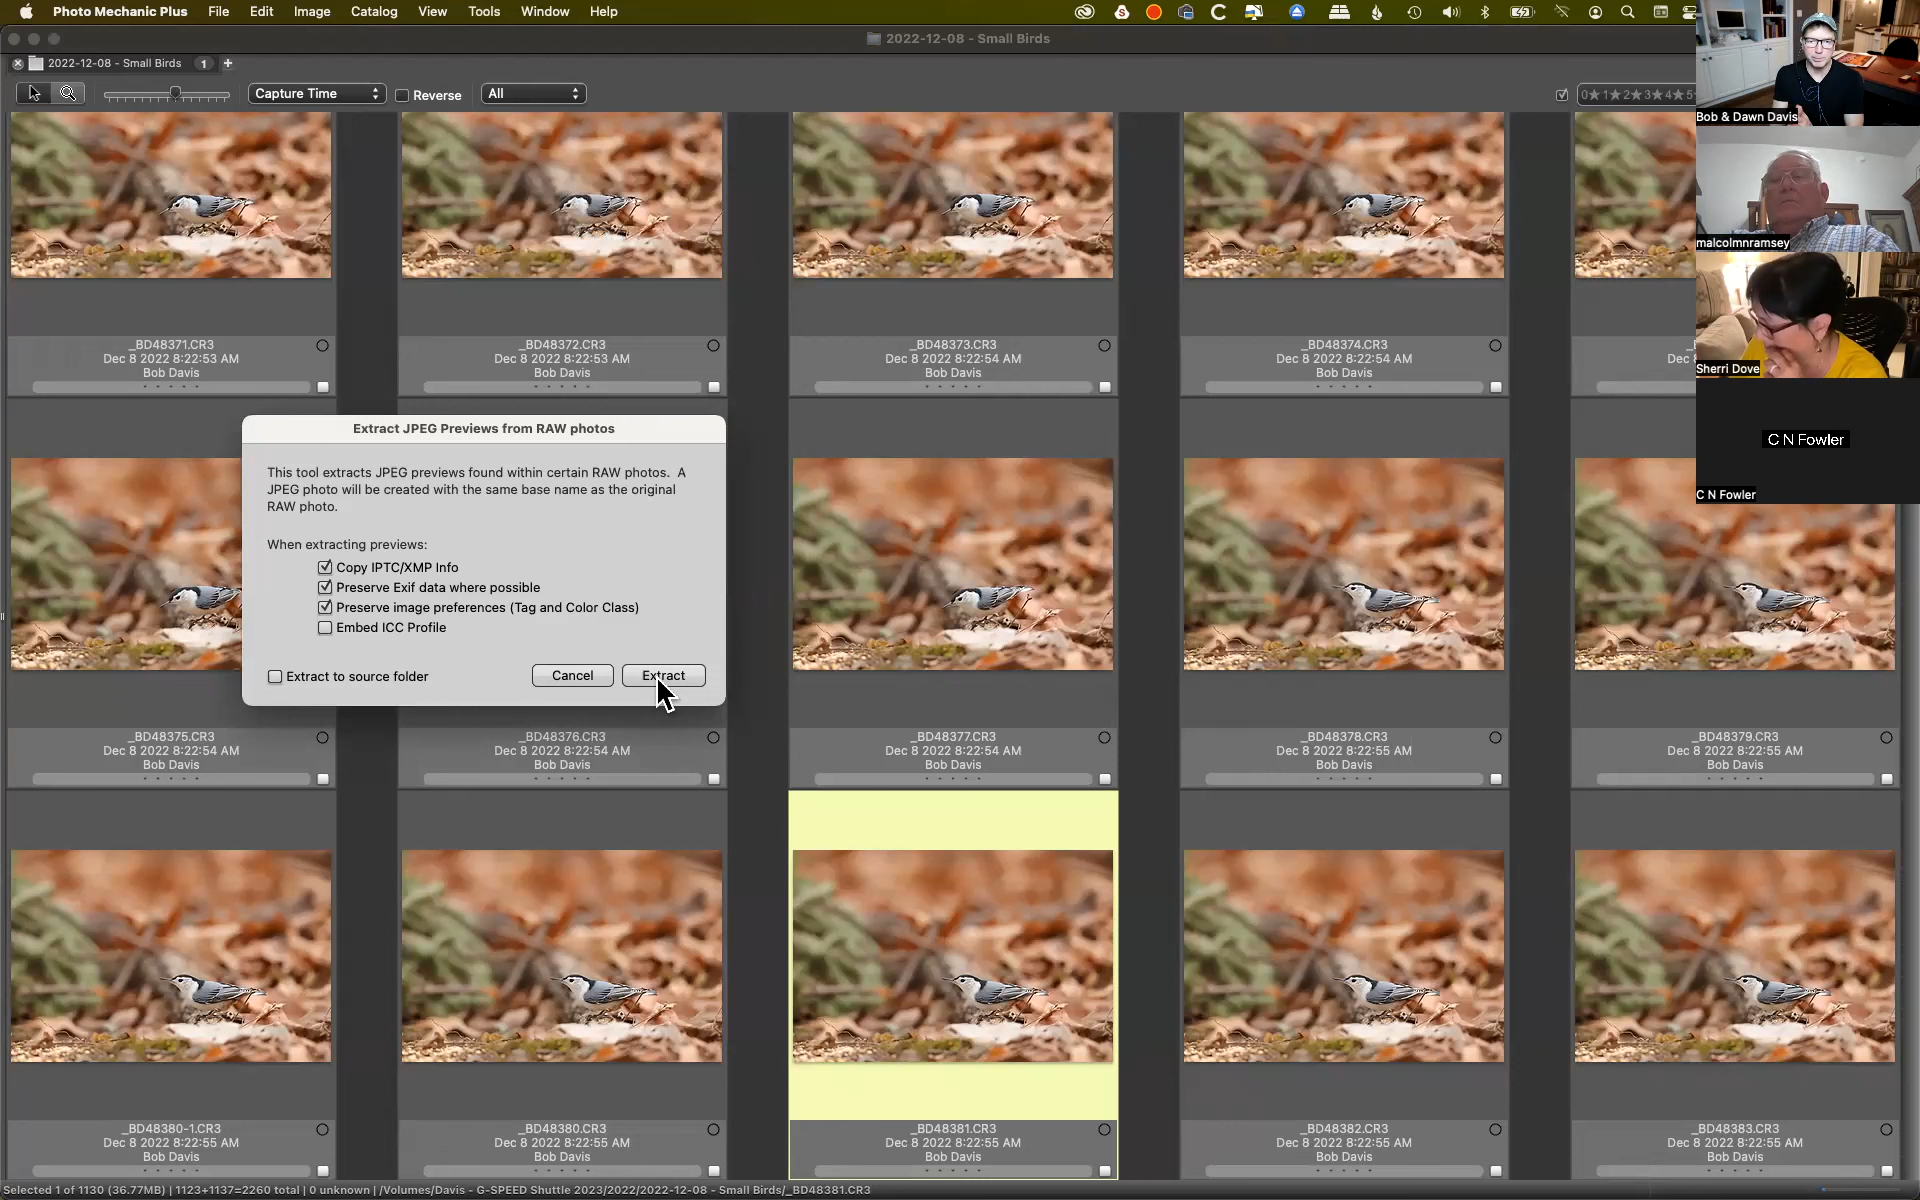 Photo Mechanic Plus File Edit Image Catalog View Tools Window Help
2022-12-08 - Small Birds
2022-12-08 - Small Birds 1 +
Capture Time Reverse All
0★1★2★3★4★5
Bob & Dawn Davis
malcolmnramsey
Sherri Dove
C N Fowler
C N Fowler
_BD48371.CR3
Dec 8 2022 8:22:53 AM
Bob Davis
_BD48372.CR3
Dec 8 2022 8:22:53 AM
Bob Davis
_BD48373.CR3
Dec 8 2022 8:22:54 AM
Bob Davis
_BD48374.CR3
Dec 8 2022 8:22:54 AM
Bob Davis
Dec 8
Extract JPEG Previews from RAW photos
This tool extracts JPEG previews found within certain RAW photos. A
JPEG photo will be created with the same base name as the original
RAW photo.
When extracting previews:
Copy IPTC/XMP Info
Preserve Exif data where possible
Preserve image preferences (Tag and Color Class)
Embed ICC Profile
Extract to source folder Cancel Extract
_BD48375.CR3
Dec 8 2022 8:22:54 AM
Bob Davis
_BD48376.CR3
Dec 8 2022 8:22:54 AM
Bob Davis
_BD48377.CR3
Dec 8 2022 8:22:54 AM
Bob Davis
_BD48378.CR3
Dec 8 2022 8:22:55 AM
Bob Davis
_BD48379.CR3
Dec 8 2022 8:22:55 AM
Bob Davis
_BD48380-1.CR3
Dec 8 2022 8:22:55 AM
Bob Davis
_BD48380.CR3
Dec 8 2022 8:22:55 AM
Bob Davis
_BD48381.CR3
Dec 8 2022 8:22:55 AM
Bob Davis
_BD48382.CR3
Dec 8 2022 8:22:55 AM
Bob Davis
_BD48383.CR3
Dec 8 2022 8:22:55 AM
Bob Davis
Selected 1 of 1130 (36.77MB) | 1123+1137=2260 total | 0 unknown | /Volumes/Davis - G-SPEED Shuttle 2023/2022/2022-12-08 - Small Birds/_BD48381.CR3